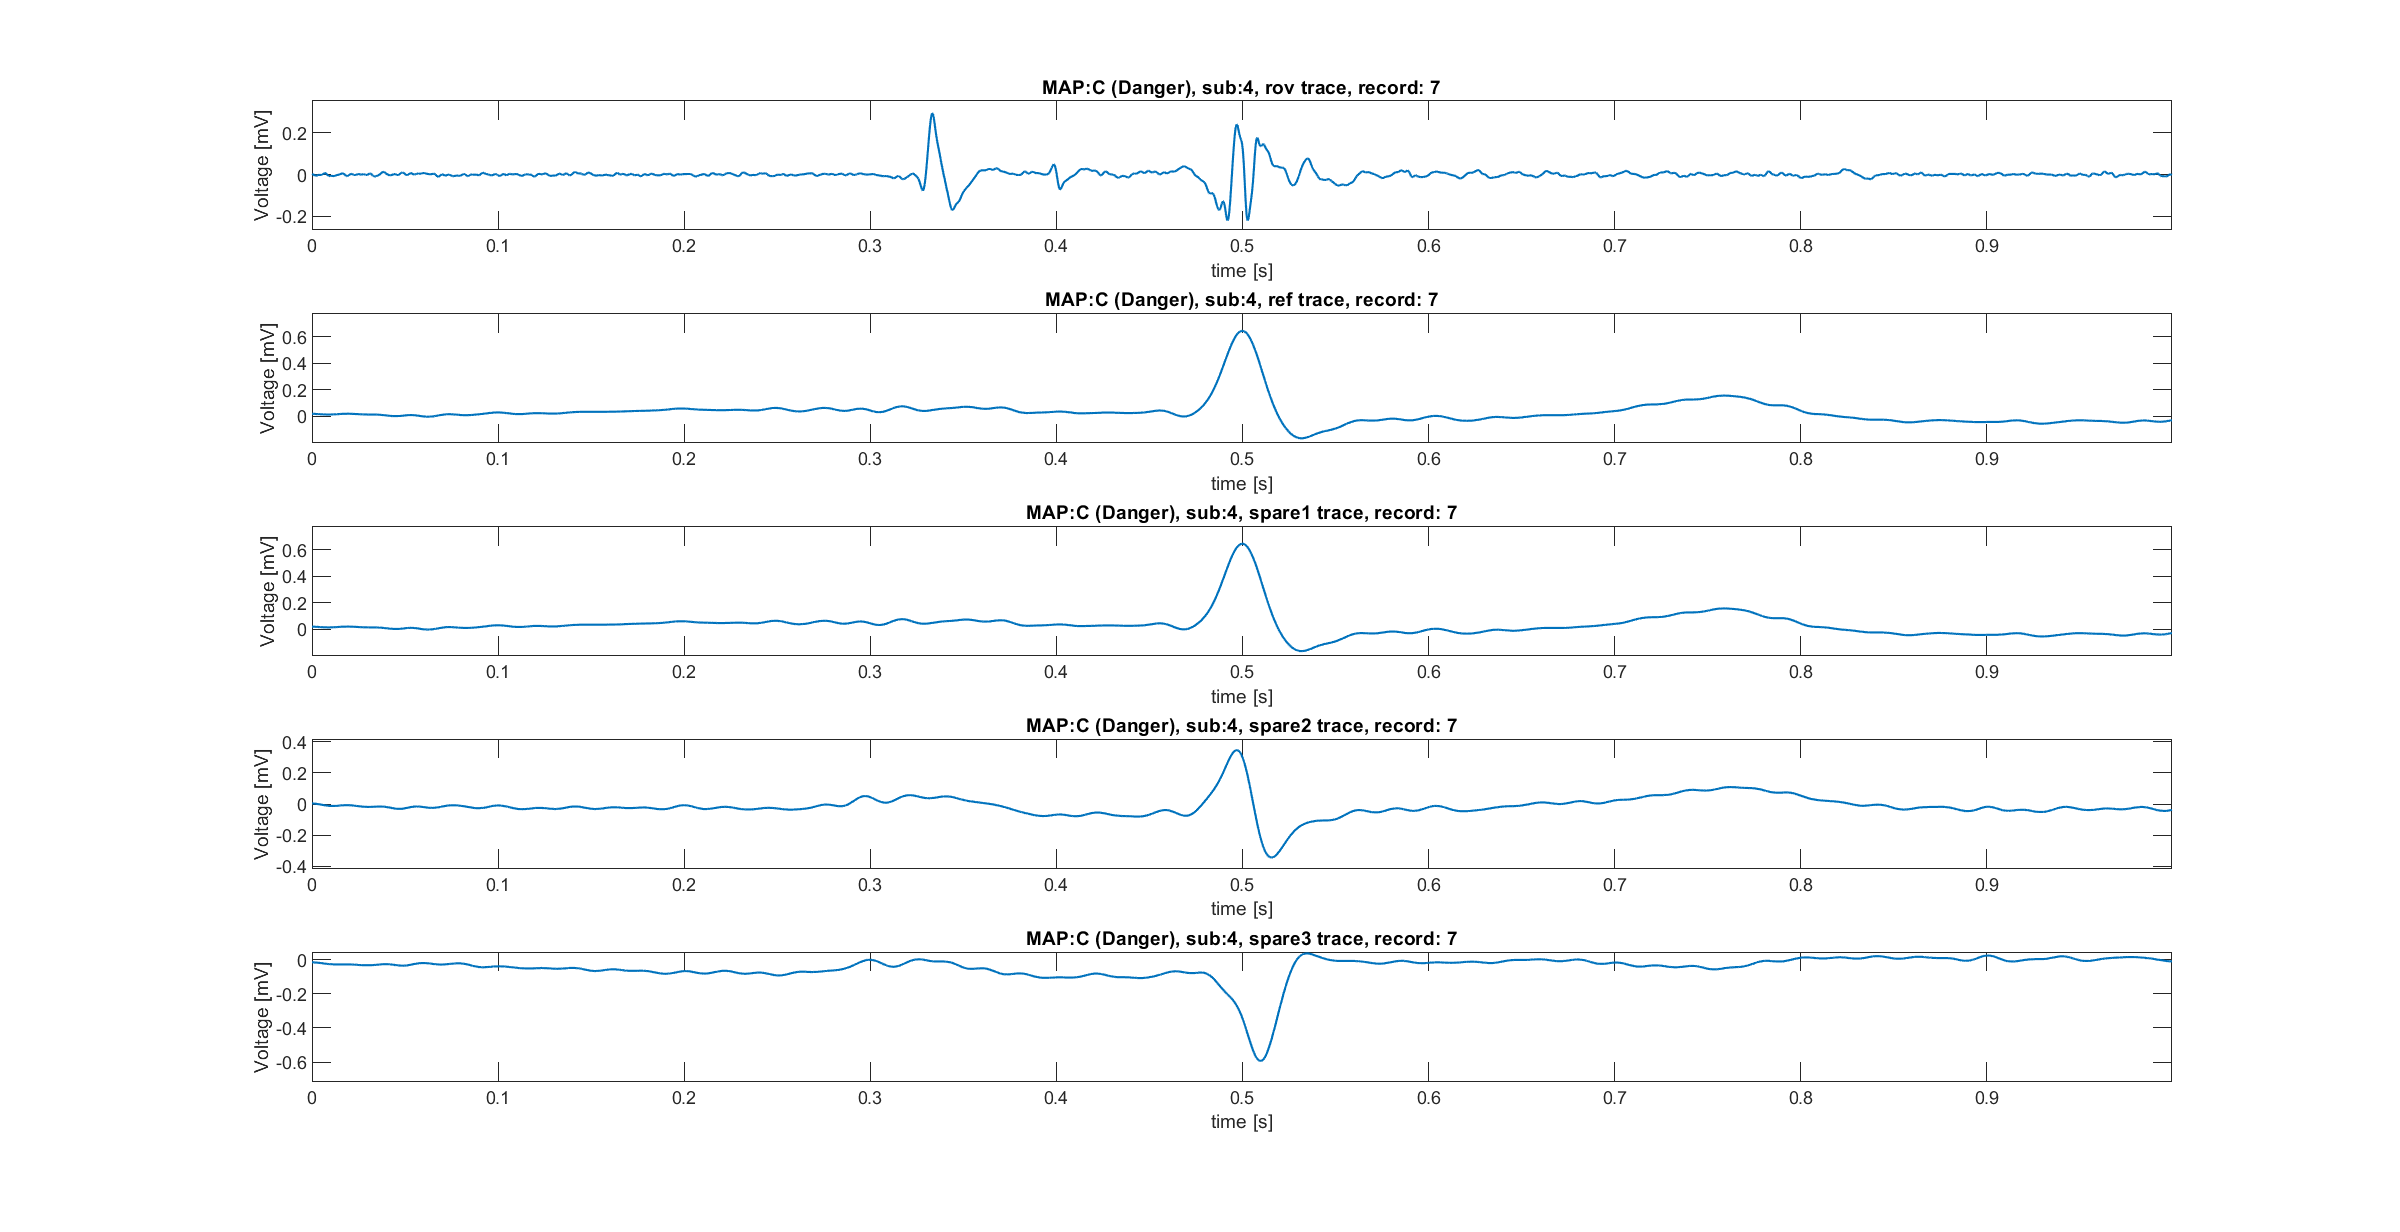 MAP:C (Danger), sub:4, rov trace, record: 7
Voltage [mV]
0.2
0
-0.2
0 0.1 0.2 0.3 0.4 0.5 0.6 0.7 0.8 0.9
time [s]
MAP:C (Danger), sub:4, ref trace, record: 7
Voltage [mV]
0.6
0.4
0.2
0
0 0.1 0.2 0.3 0.4 0.5 0.6 0.7 0.8 0.9
time [s]
MAP:C (Danger), sub:4, spare1 trace, record: 7
Voltage [mV]
0.6
0.4
0.2
0
0 0.1 0.2 0.3 0.4 0.5 0.6 0.7 0.8 0.9
time [s]
MAP:C (Danger), sub:4, spare2 trace, record: 7
Voltage [mV]
0.4
0.2
0
-0.2
-0.4
0 0.1 0.2 0.3 0.4 0.5 0.6 0.7 0.8 0.9
time [s]
MAP:C (Danger), sub:4, spare3 trace, record: 7
Voltage [mV]
0
-0.2
-0.4
-0.6
0 0.1 0.2 0.3 0.4 0.5 0.6 0.7 0.8 0.9
time [s]